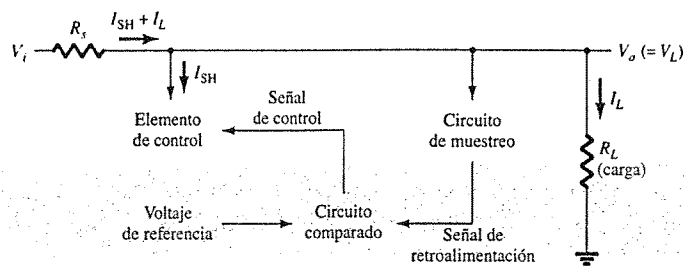 I_SH + I_L
R_s
V_i
V_o (= V_L)
I_SH
I_L
Señal
de control
Elemento
de control
Circuito
de muestreo
R_L
(carga)
Voltaje
de referencia
Circuito
comparado
Señal de
retroalimentación